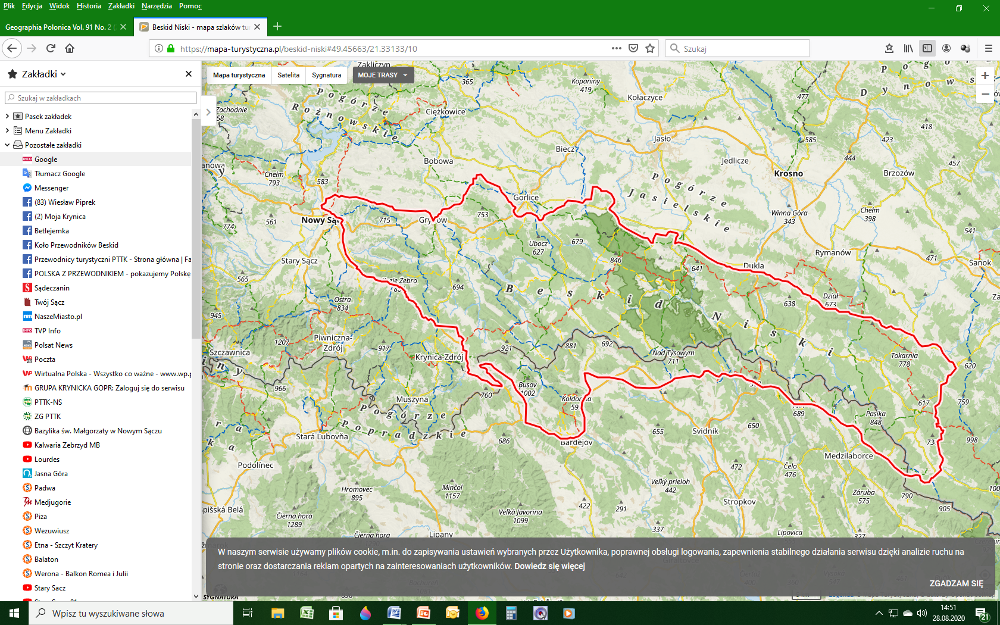 Plik Edycja Widok Historia Zakładki Narzędzia Pomoc
Geographia Polonica Vol. 91 No. 2 (
Beskid Niski - mapa szlaków tu
https://mapa-turystyczna.pl/beskid-niski#49.45663/21.33133/10
Szukaj
Zakładki
Szukaj w zakładkach
Pasek zakładek
Menu Zakładki
Pozostałe zakładki
Google
Tłumacz Google
Messenger
(83) Wiesław Piprek
(2) Moja Krynica
Betlejemka
Koło Przewodników Beskid
Przewodnicy turystyczni PTTK - Strona główna | Fa
POLSKA Z PRZEWODNIKIEM - pokazujemy Polskę
Sądeczanin
Twój Sącz
NaszeMiasto.pl
TVP Info
Polsat News
Poczta
Wirtualna Polska - Wszystko co ważne - www.wp.p
GRUPA KRYNICKA GOPR: Zaloguj się do serwisu
PTTK-NS
ZG PTTK
Bazylika św. Małgorzaty w Nowym Sączu
Kalwaria Zebrzyd MB
Lourdes
Jasna Góra
Padwa
Medjugorie
Piza
Wezuwiusz
Etna - Szczyt Kratery
Balaton
Werona - Balkon Romea i Julii
Stary Sacz
Mapa turystyczna Satelita Sygnatura MOJE TRASY
Zakliczyn
365
Kopaniny
419
Kołaczyce
477
Pogórze
Rożnowskie
Ciężkowice
Zachodnie
58
418
585
423
Jasło
Biecz
Bobowa
Jedlicze
444
457
Krosno
Brzozów
Chełm
793
583
Pogórze
Jasielskie
Gorlice
Winna Góra
343
Chełm
398
541
561
774
Nowy Są
715
Gry
ów
753
Ubocz
627
679
Rymanów
471
Sanok
Stary Sącz
565
846
641
Dukla
Dział
673
638
694
Beskid Niski
Ostra
834
945
1207
Piwniczna-
Zdrój
917
Krynica-Zdrój
921
881
692
Nad Tysowym
711
Tokarnia
778
620
Szczawnica
966
Muszyna
760
Busov
1002
617
759
689
Pasika
848
998
Pogórze
Popradzkie
Stará Ľubovňa
686
Bardejov
655
Svidník
650
Medzilaborce
Podolínec
472
Čelo
476
Hromovec
895
Minčol
1157
Veľký prieloh
442
Záruba
575
790
Spišská Belá
Čierna hora
1289
Veľká Javorina
1099
422
291
Stropkov
905
337
Lipovica
327
Lipany
Čierna hora
W naszym serwisie używamy plików cookie, m.in. do zapisywania ustawień wybranych przez Użytkownika, poprawnej obsługi logowania, zapewnienia stabilnego działania serwisu dzięki analizie ruchu na
stronie oraz dostarczania reklam opartych na zainteresowaniach użytkowników. Dowiedz się więcej
ZGADZAM SIĘ
SYGNATURA
Wpisz tu wyszukiwane słowa
14:51
28.08.2020
21